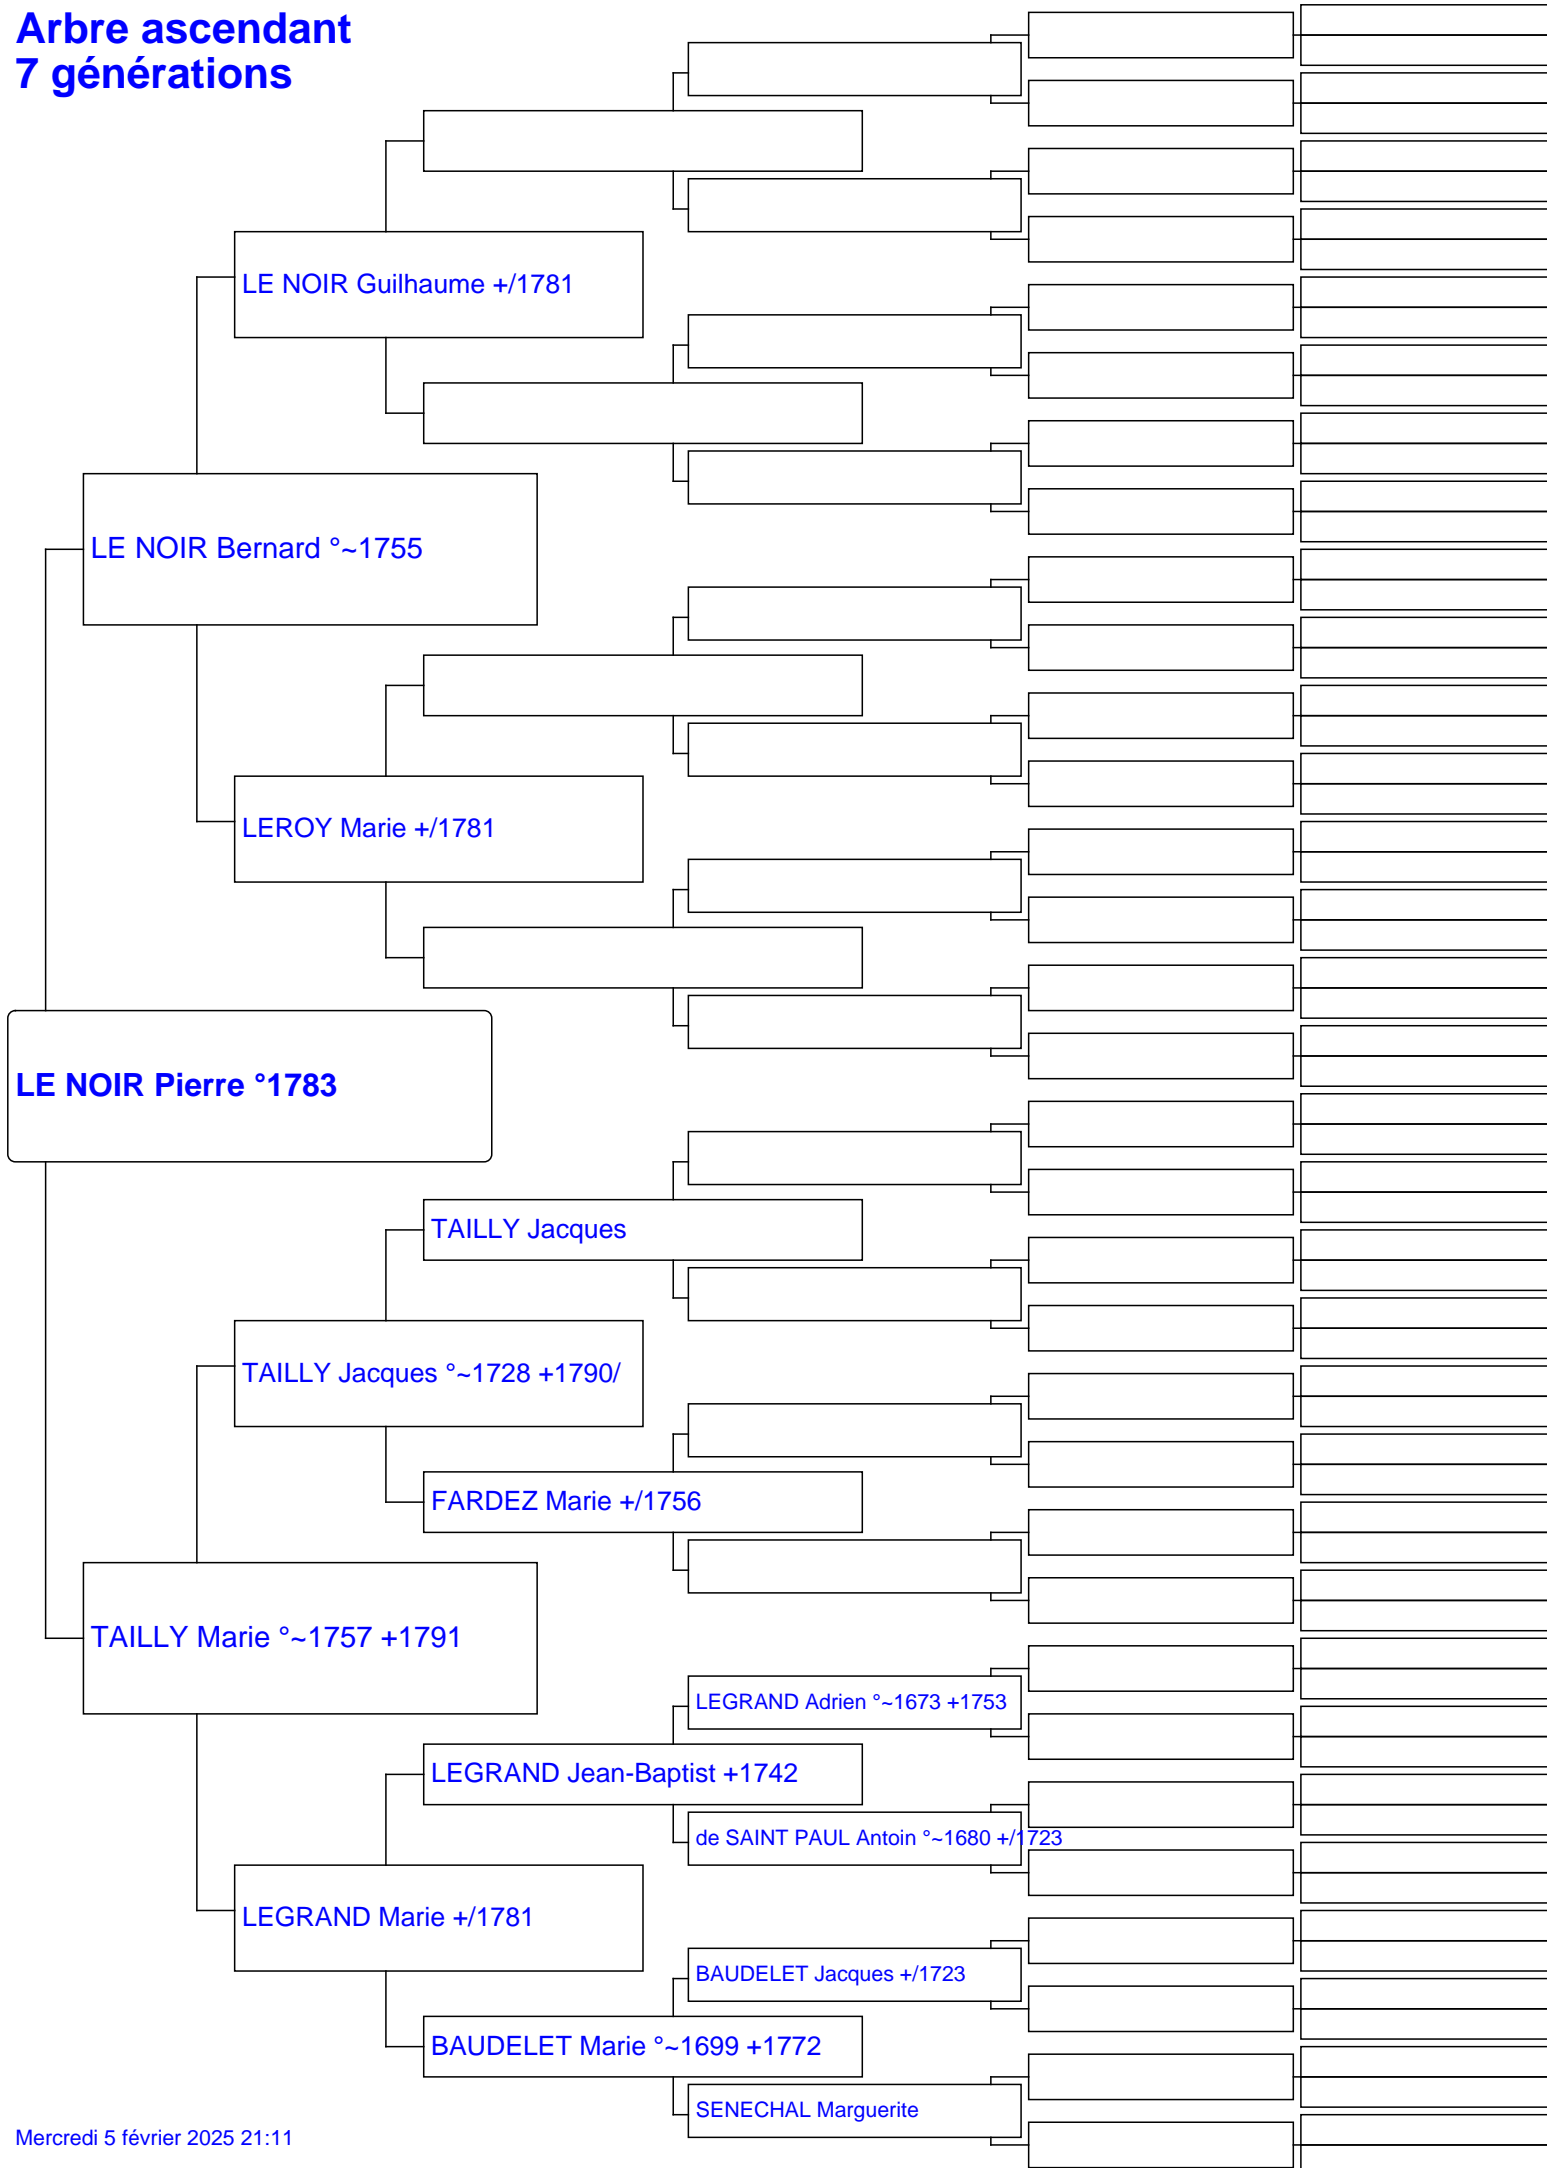 Arbre ascendant
7 générations
LE NOIR Guilhaume +/1781
LE NOIR Bernard °~1755
LEROY Marie +/1781
LE NOIR Pierre °1783
TAILLY Jacques
TAILLY Jacques °~1728 +1790/
FARDEZ Marie +/1756
TAILLY Marie °~1757 +1791
LEGRAND Adrien °~1673 +1753
LEGRAND Jean-Baptist +1742
de SAINT PAUL Antoin °~1680 +/1723
LEGRAND Marie +/1781
BAUDELET Jacques +/1723
BAUDELET Marie °~1699 +1772
SENECHAL Marguerite
Mercredi 5 février 2025 21:11